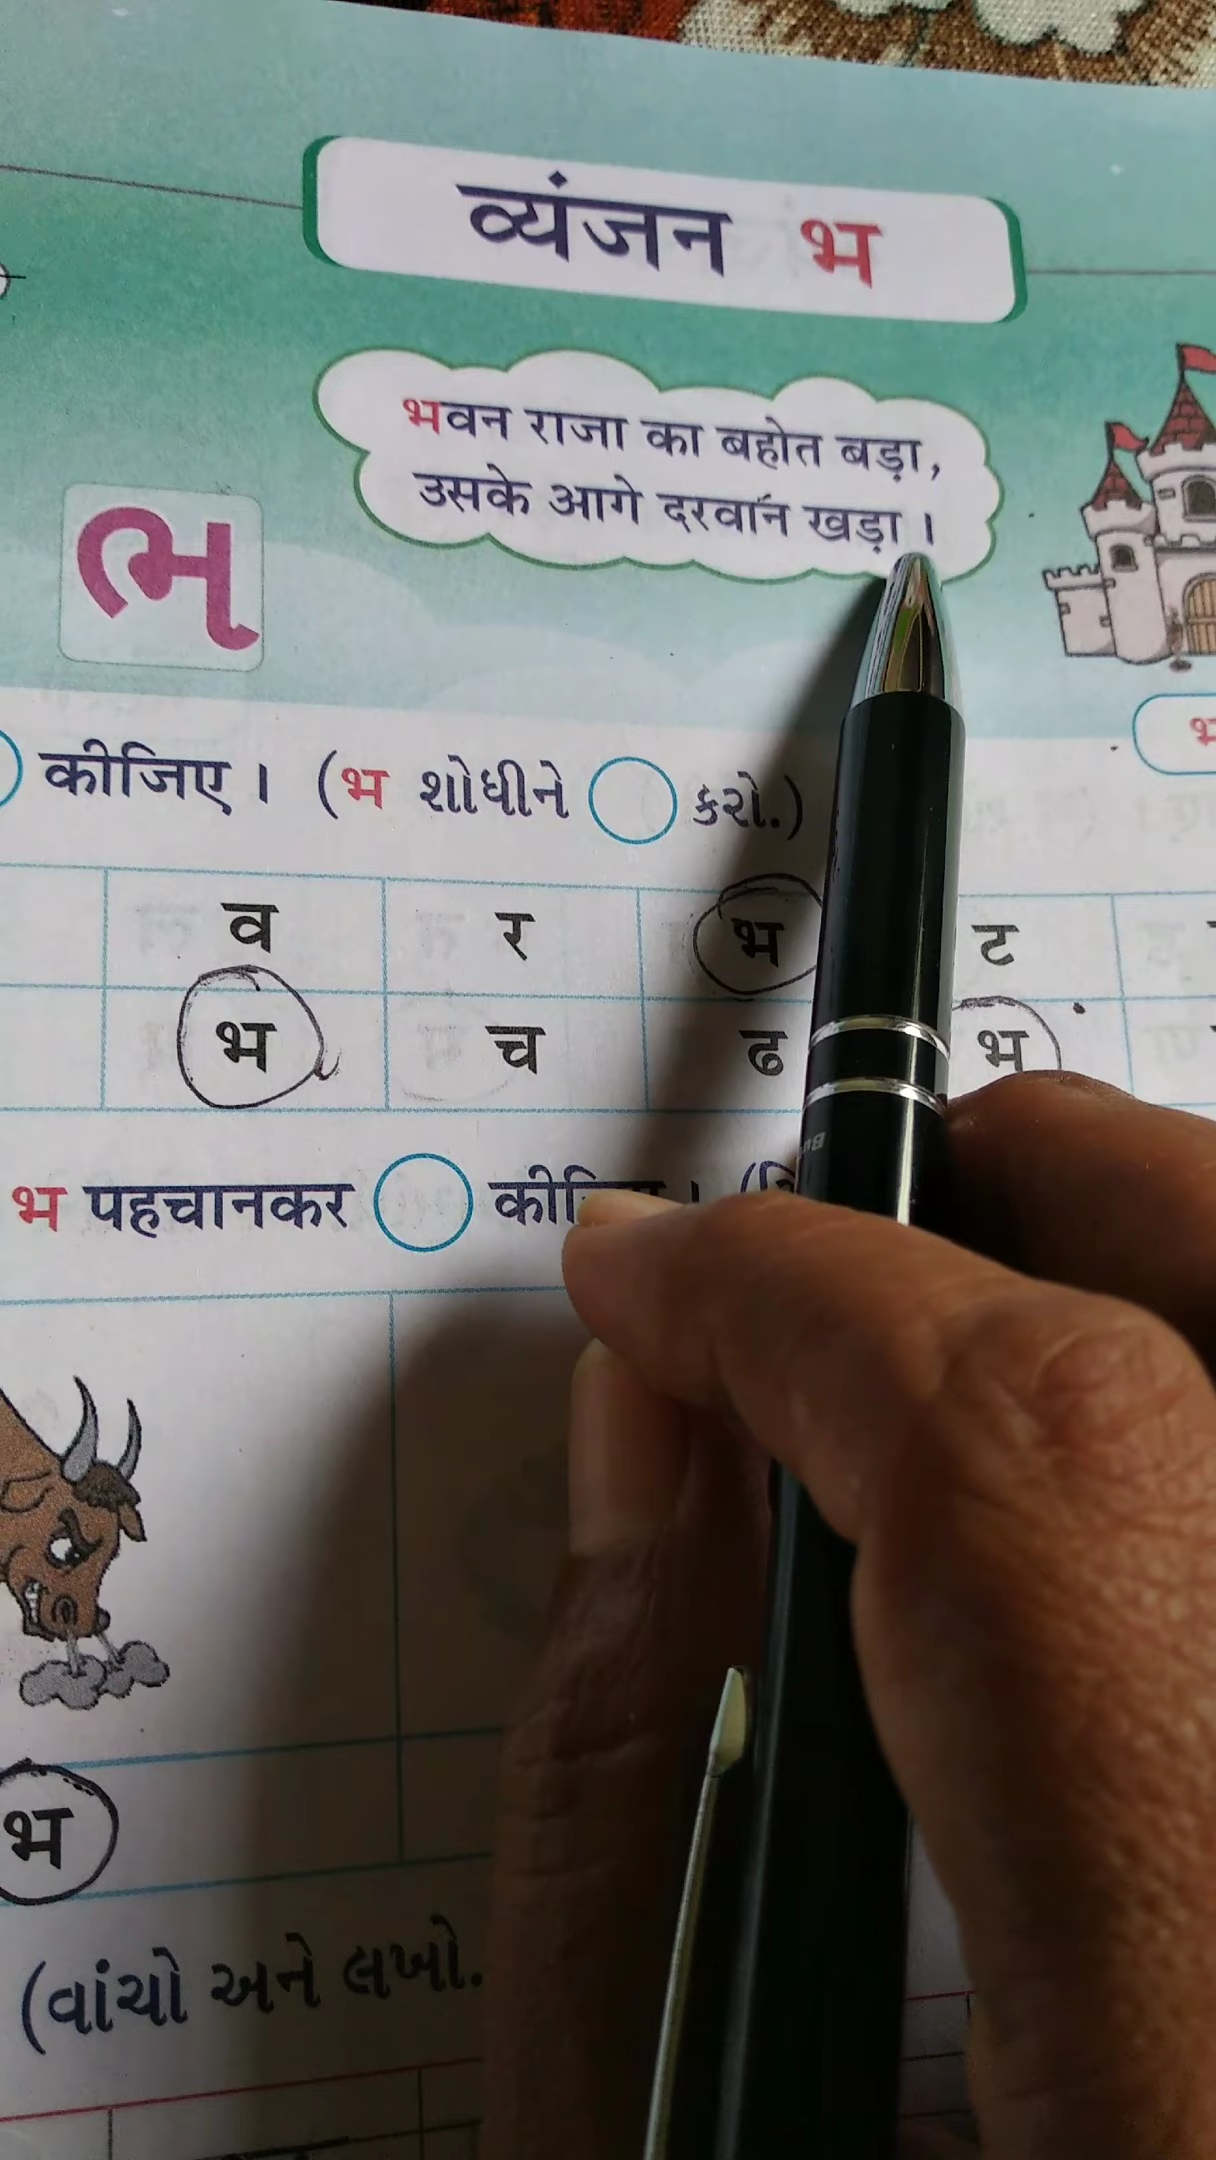 व्यंजन भ
भवन राजा का बहोत बड़ा,
उसके आगे दरवान खड़ा ।
ભ
कीजिए । (भ શોધીને ○ કરો.)
भ
व र भ ट
भ च ढ भ
भ पहचानकर ○
भ
(વાંચો અને લખો.